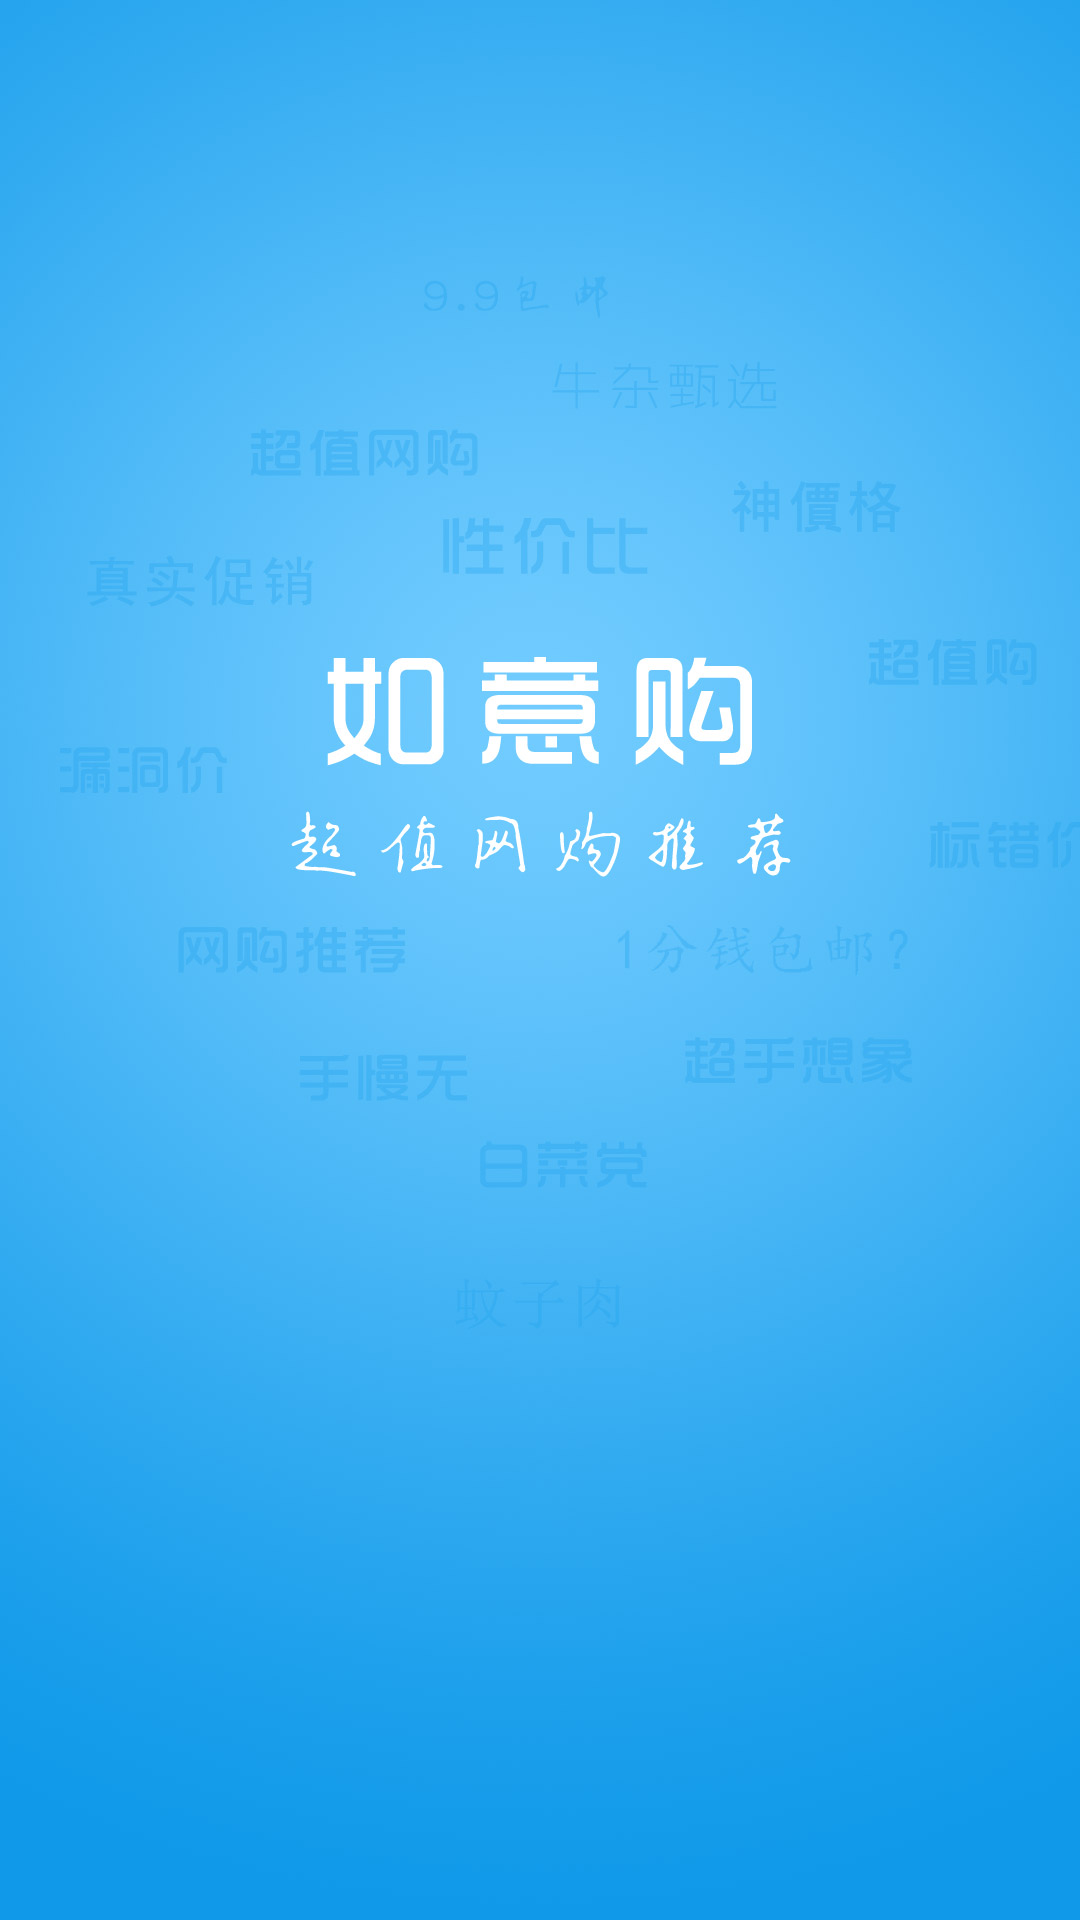 9.9包邮
牛杂甄选
超值网购
神價格
性价比
真实促销
超值购
如意购
漏洞价
超值网购推荐
标错价
网购推荐
1分钱包邮？
超乎想象
手慢无
白菜党
蚊子肉